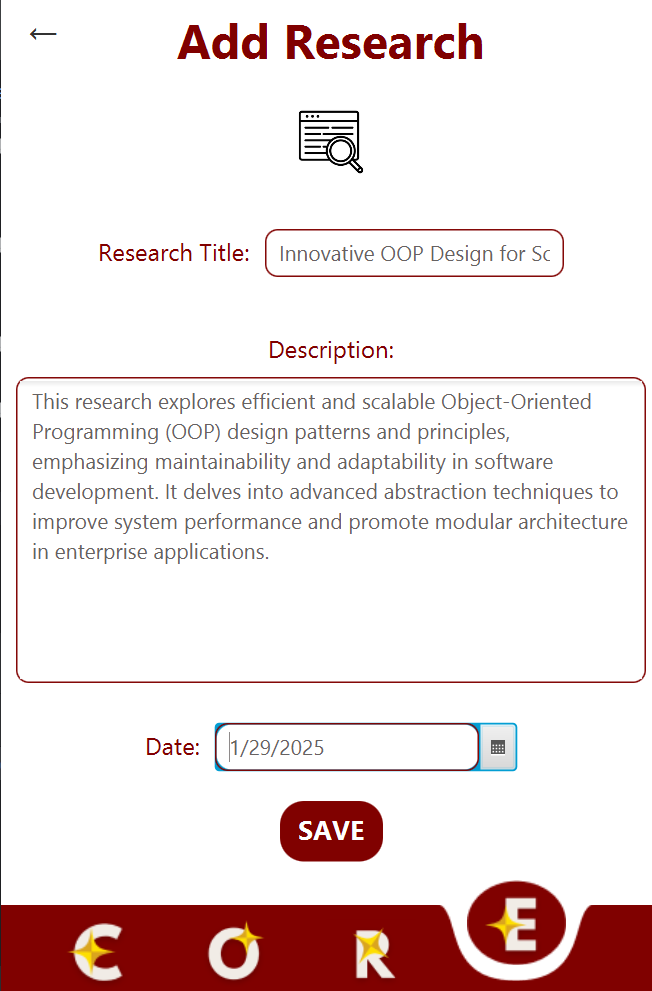 ←
Add Research
Research Title: Innovative OOP Design for Sc
Description:
This research explores efficient and scalable Object-Oriented
Programming (OOP) design patterns and principles,
emphasizing maintainability and adaptability in software
development. It delves into advanced abstraction techniques to
improve system performance and promote modular architecture
in enterprise applications.
Date: 1/29/2025
SAVE
C O R E